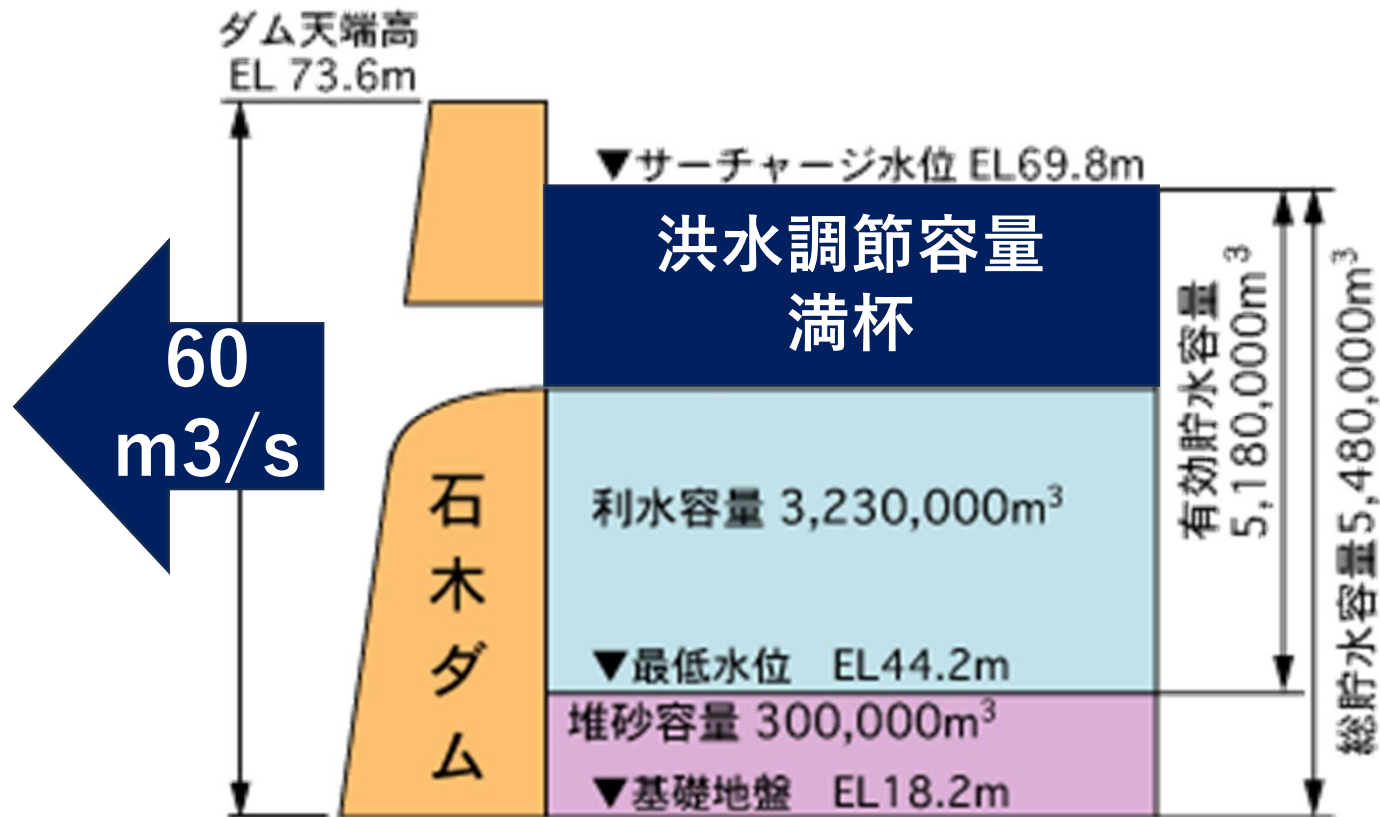 ダム天端高
EL 73.6m
▼サーチャージ水位 EL69.8m
洪水調節容量
満杯
60
m3/s
石木ダム
利水容量 3,230,000m³
▼最低水位　EL44.2m
堆砂容量 300,000m³
▼基礎地盤　EL18.2m
有効貯水容量
5,180,000m³
総貯水容量5,480,000m³